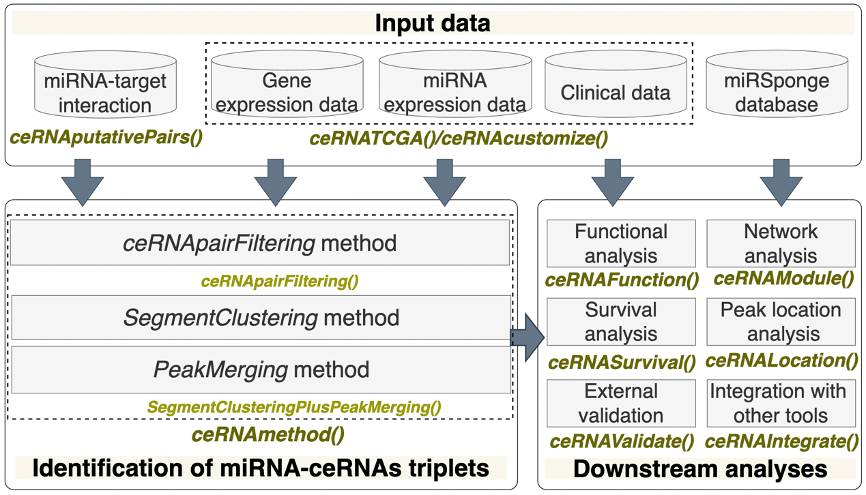 Input data
miRNA-target
interaction
Gene
expression data
miRNA
expression data
Clinical data
miRSponge
database
ceRNAputativePairs()
ceRNATCGA()/ceRNAcustomize()
ceRNApairFiltering method
ceRNApairFiltering()
SegmentClustering method
PeakMerging method
SegmentClusteringPlusPeakMerging()
ceRNAmethod()
Identification of miRNA-ceRNAs triplets
Functional
analysis
ceRNAFunction()
Network
analysis
ceRNAModule()
Survival
analysis
ceRNASurvival()
Peak location
analysis
ceRNALocation()
External
validation
ceRNAValidate()
Integration with
other tools
ceRNAIntegrate()
Downstream analyses